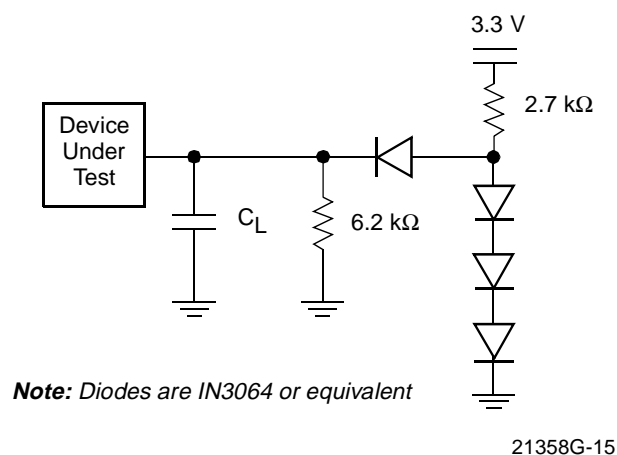 3.3 V
2.7 kΩ
Device
Under
Test
CL
6.2 kΩ
Note: Diodes are IN3064 or equivalent
21358G-15